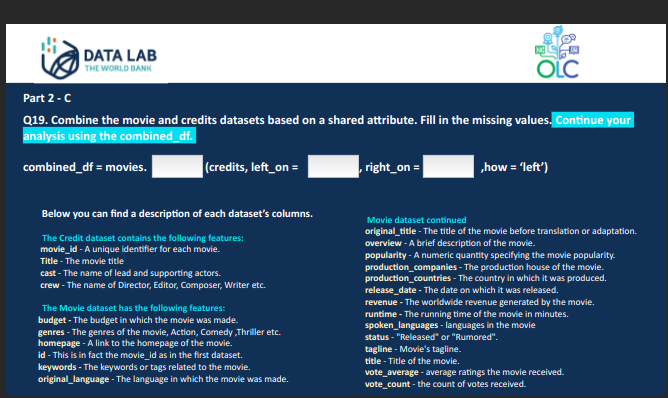 DATA LAB
THE WORLD BANK
OLC
Part 2 - C
Q19. Combine the movie and credits datasets based on a shared attribute. Fill in the missing values. Continue your
analysis using the combined_df.
combined_df = movies. (credits, left_on = , right_on = ,how = ‘left’)
Below you can find a description of each dataset’s columns.
The Credit dataset contains the following features:
movie_id - A unique identifier for each movie.
Title - The movie title
cast - The name of lead and supporting actors.
crew - The name of Director, Editor, Composer, Writer etc.
The Movie dataset has the following features:
budget - The budget in which the movie was made.
genres - The genres of the movie, Action, Comedy ,Thriller etc.
homepage - A link to the homepage of the movie.
id - This is in fact the movie_id as in the first dataset.
keywords - The keywords or tags related to the movie.
original_language - The language in which the movie was made.
Movie dataset continued
original_title - The title of the movie before translation or adaptation.
overview - A brief description of the movie.
popularity - A numeric quantity specifying the movie popularity.
production_companies - The production house of the movie.
production_countries - The country in which it was produced.
release_date - The date on which it was released.
revenue - The worldwide revenue generated by the movie.
runtime - The running time of the movie in minutes.
spoken_languages - languages in the movie
status - "Released" or "Rumored".
tagline - Movie's tagline.
title - Title of the movie.
vote_average - average ratings the movie received.
vote_count - the count of votes received.